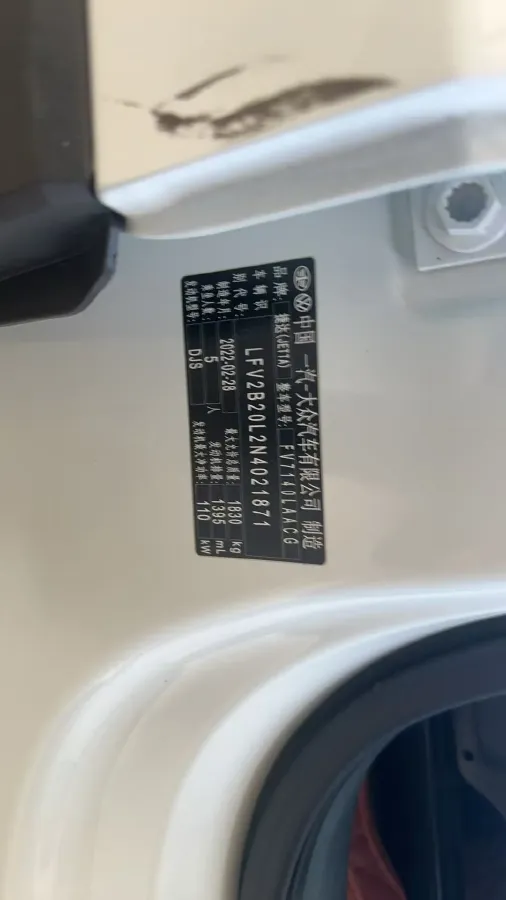 中国 一汽-大众汽车有限公司 制造
品牌: 捷达(JETTA) 整车型号: FV7140LAACG
车辆识别代号: LFV2B20L2N4021871
制造年月: 2022-02-28 最大允许总质量: 1830 kg
乘坐人数: 5 人 发动机排量: 1395 mL
发动机型号: DJS 发动机最大净功率: 110 kW